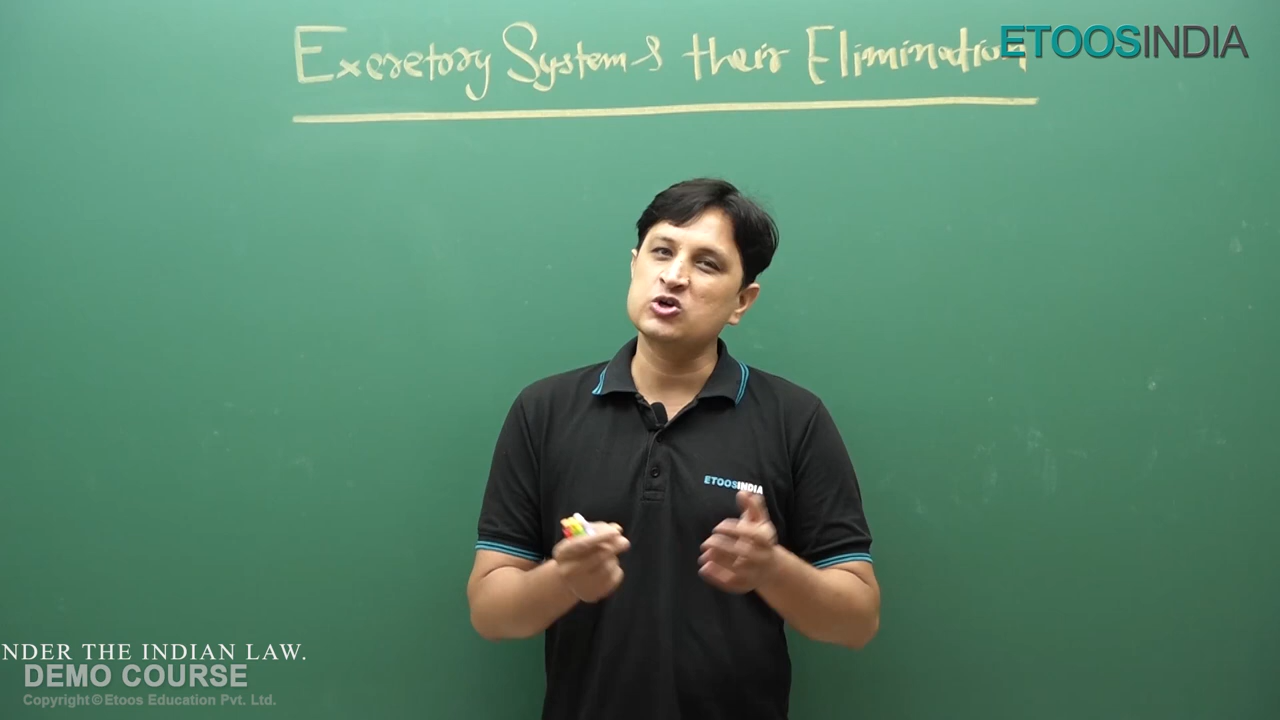 Excretory System & their Elimination
ETOOSINDIA
ETOOSINDIA
NDER THE INDIAN LAW.
DEMO COURSE
Copyright © Etoos Education Pvt. Ltd.